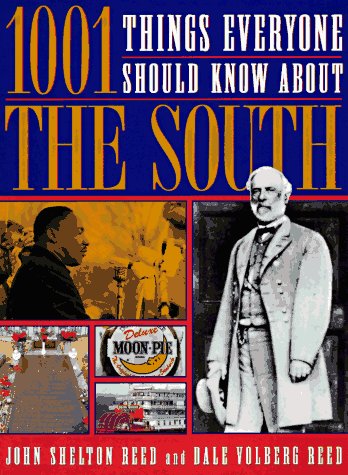 1001
THINGS EVERYONE
SHOULD KNOW ABOUT
THE SOUTH
Deluxe
MOON-PIE
JOHN SHELTON REED and DALE VOLBERG REED